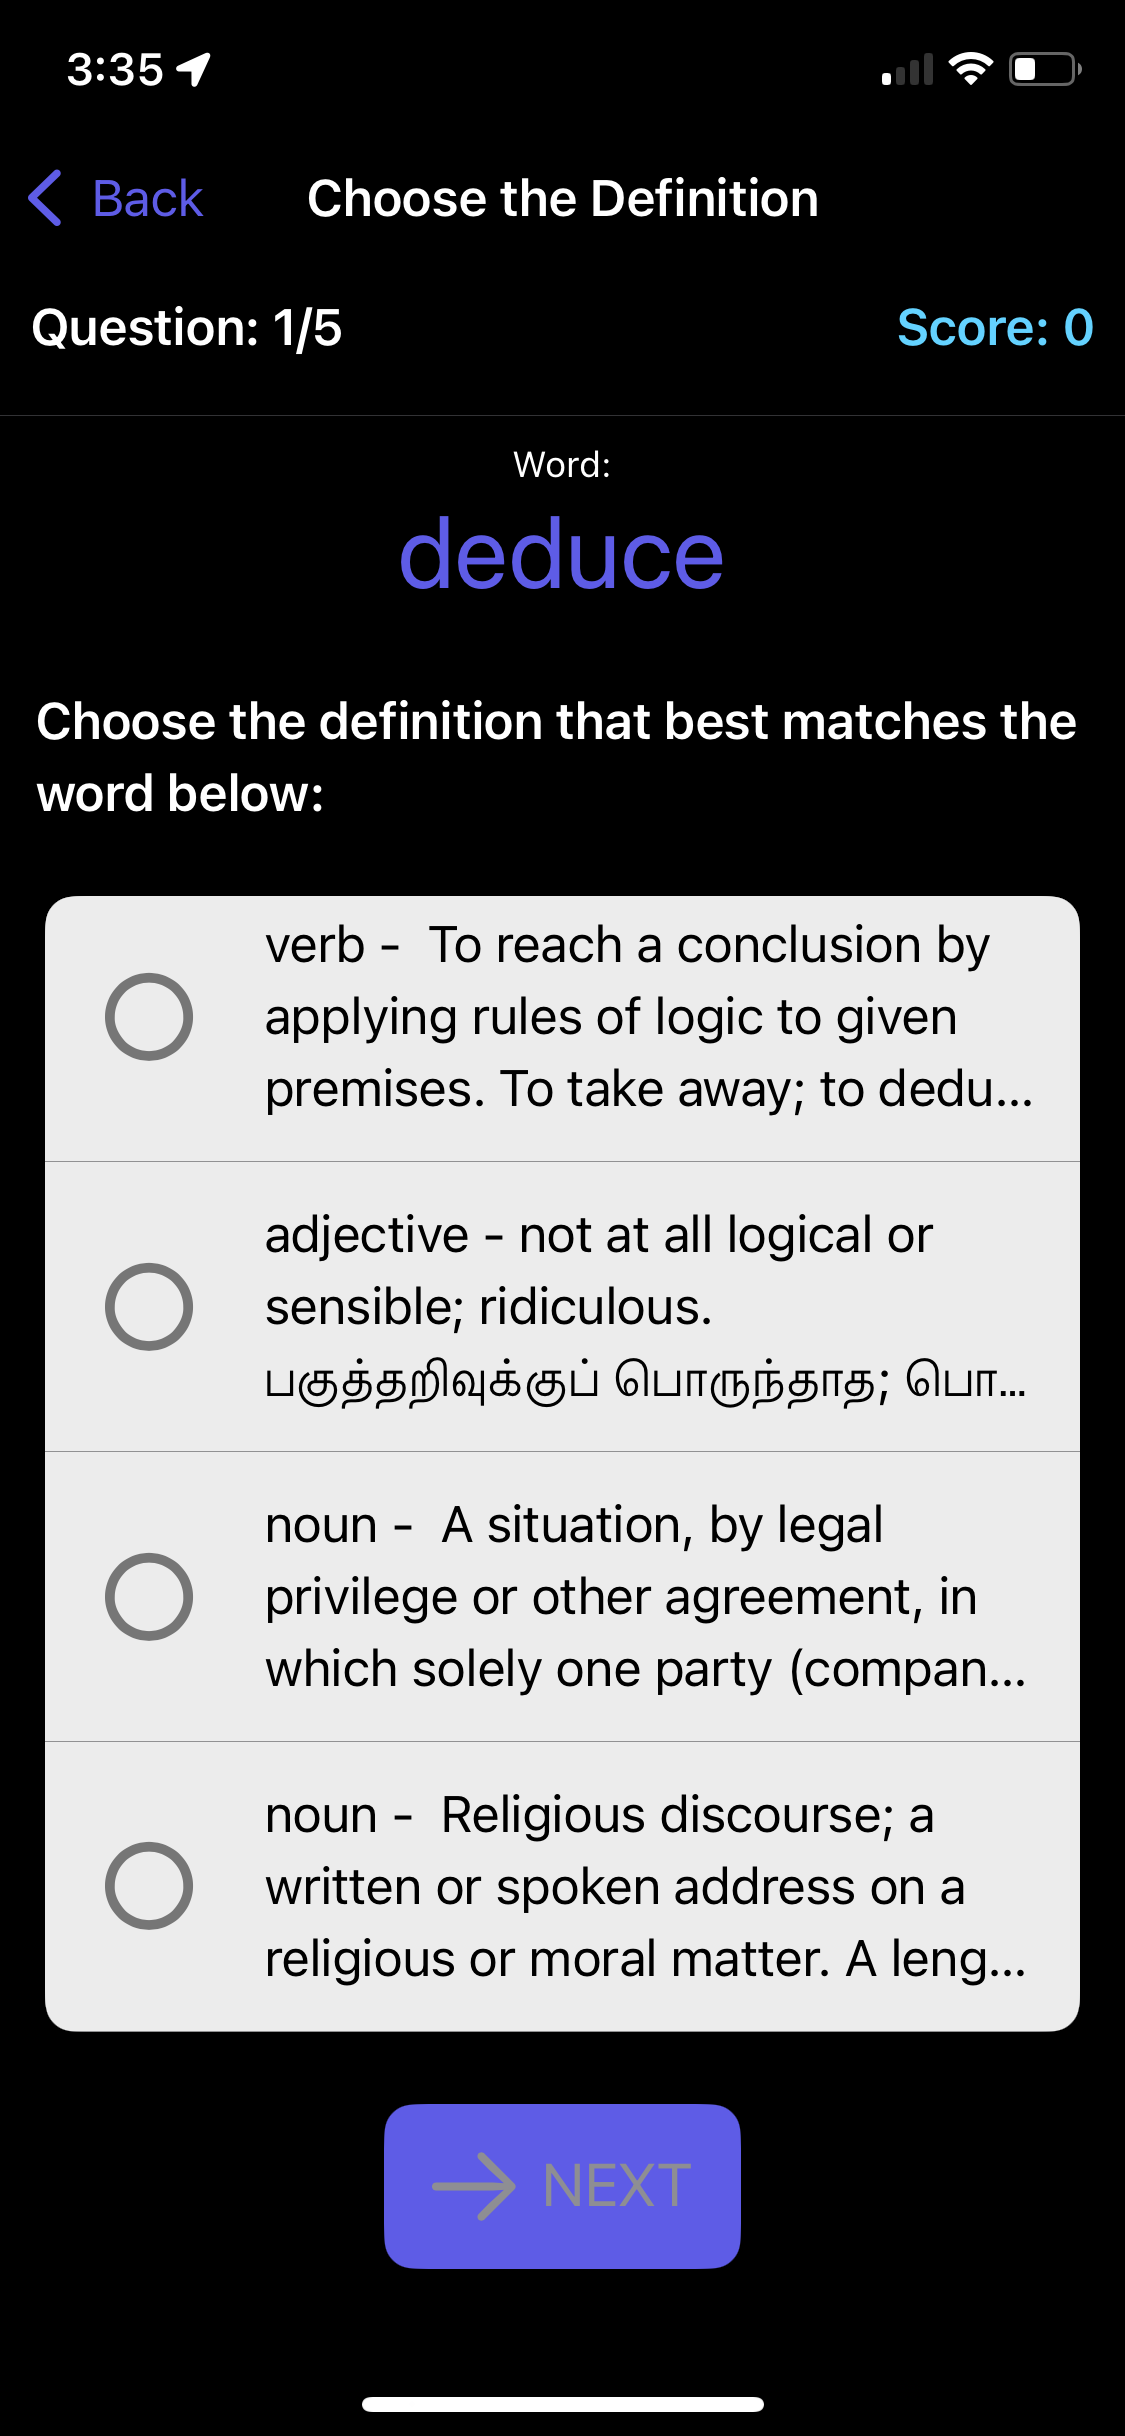 3:35
Back
Choose the Definition
Question: 1/5
Score: 0
Word:
deduce
Choose the definition that best matches the
word below:
verb -  To reach a conclusion by
applying rules of logic to given
premises. To take away; to dedu...
adjective - not at all logical or
sensible; ridiculous.
பகுத்தறிவுக்குப் பொருந்தாத; பொ...
noun -  A situation, by legal
privilege or other agreement, in
which solely one party (compan...
noun -  Religious discourse; a
written or spoken address on a
religious or moral matter. A leng...
NEXT